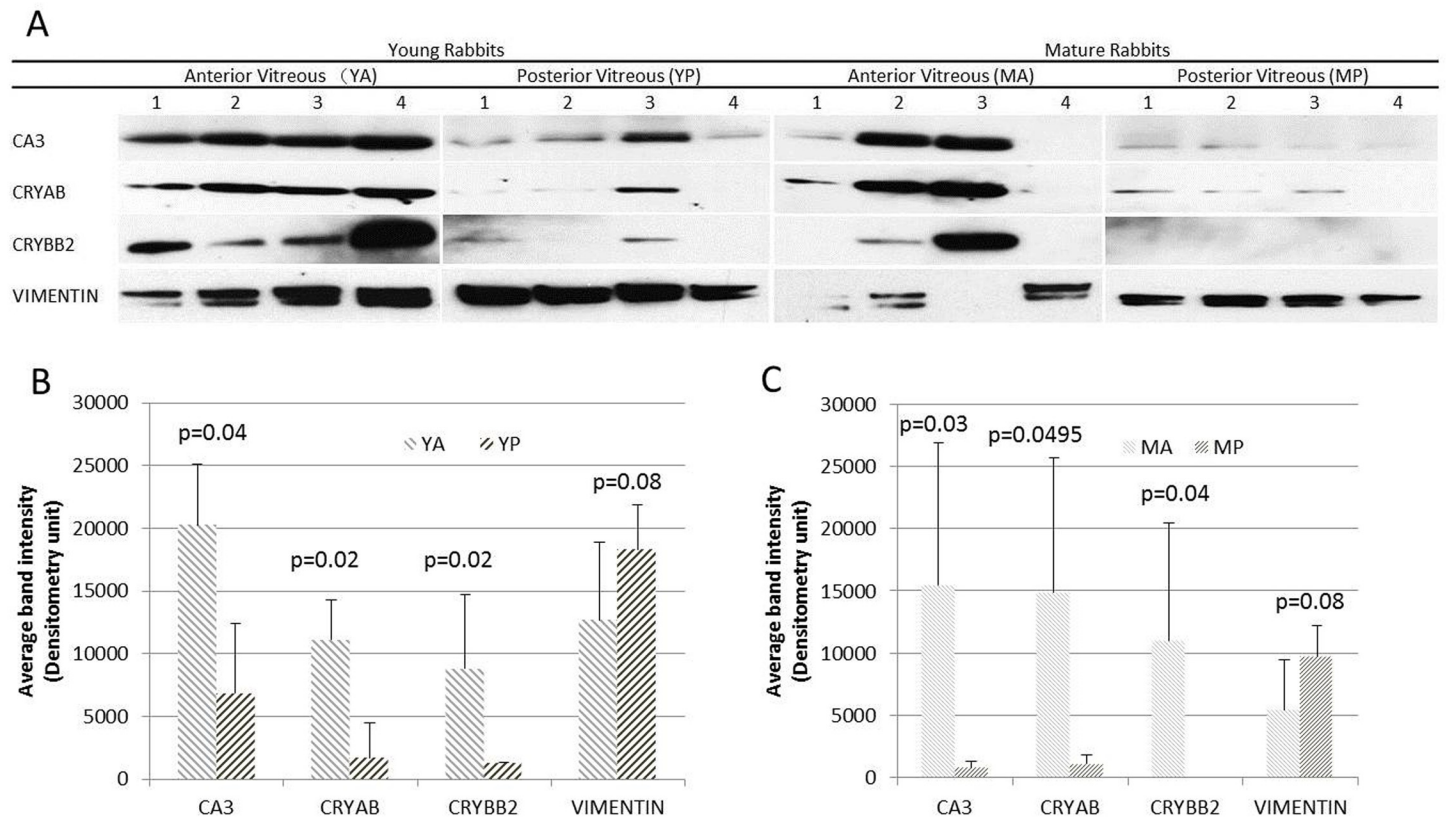 A
Young Rabbits Mature Rabbits
Anterior Vitreous (YA) Posterior Vitreous (YP) Anterior Vitreous (MA) Posterior Vitreous (MP)
1 2 3 4 1 2 3 4 1 2 3 4 1 2 3 4
CA3
CRYAB
CRYBB2
VIMENTIN
B
Average band intensity
(Densitometry unit)
30000
25000
20000
15000
10000
5000
0
p=0.04
p=0.02
p=0.02
p=0.08
YA YP
CA3 CRYAB CRYBB2 VIMENTIN
C
Average band intensity
(Densitometry unit)
30000
25000
20000
15000
10000
5000
0
p=0.03
p=0.0495
p=0.04
p=0.08
MA MP
CA3 CRYAB CRYBB2 VIMENTIN